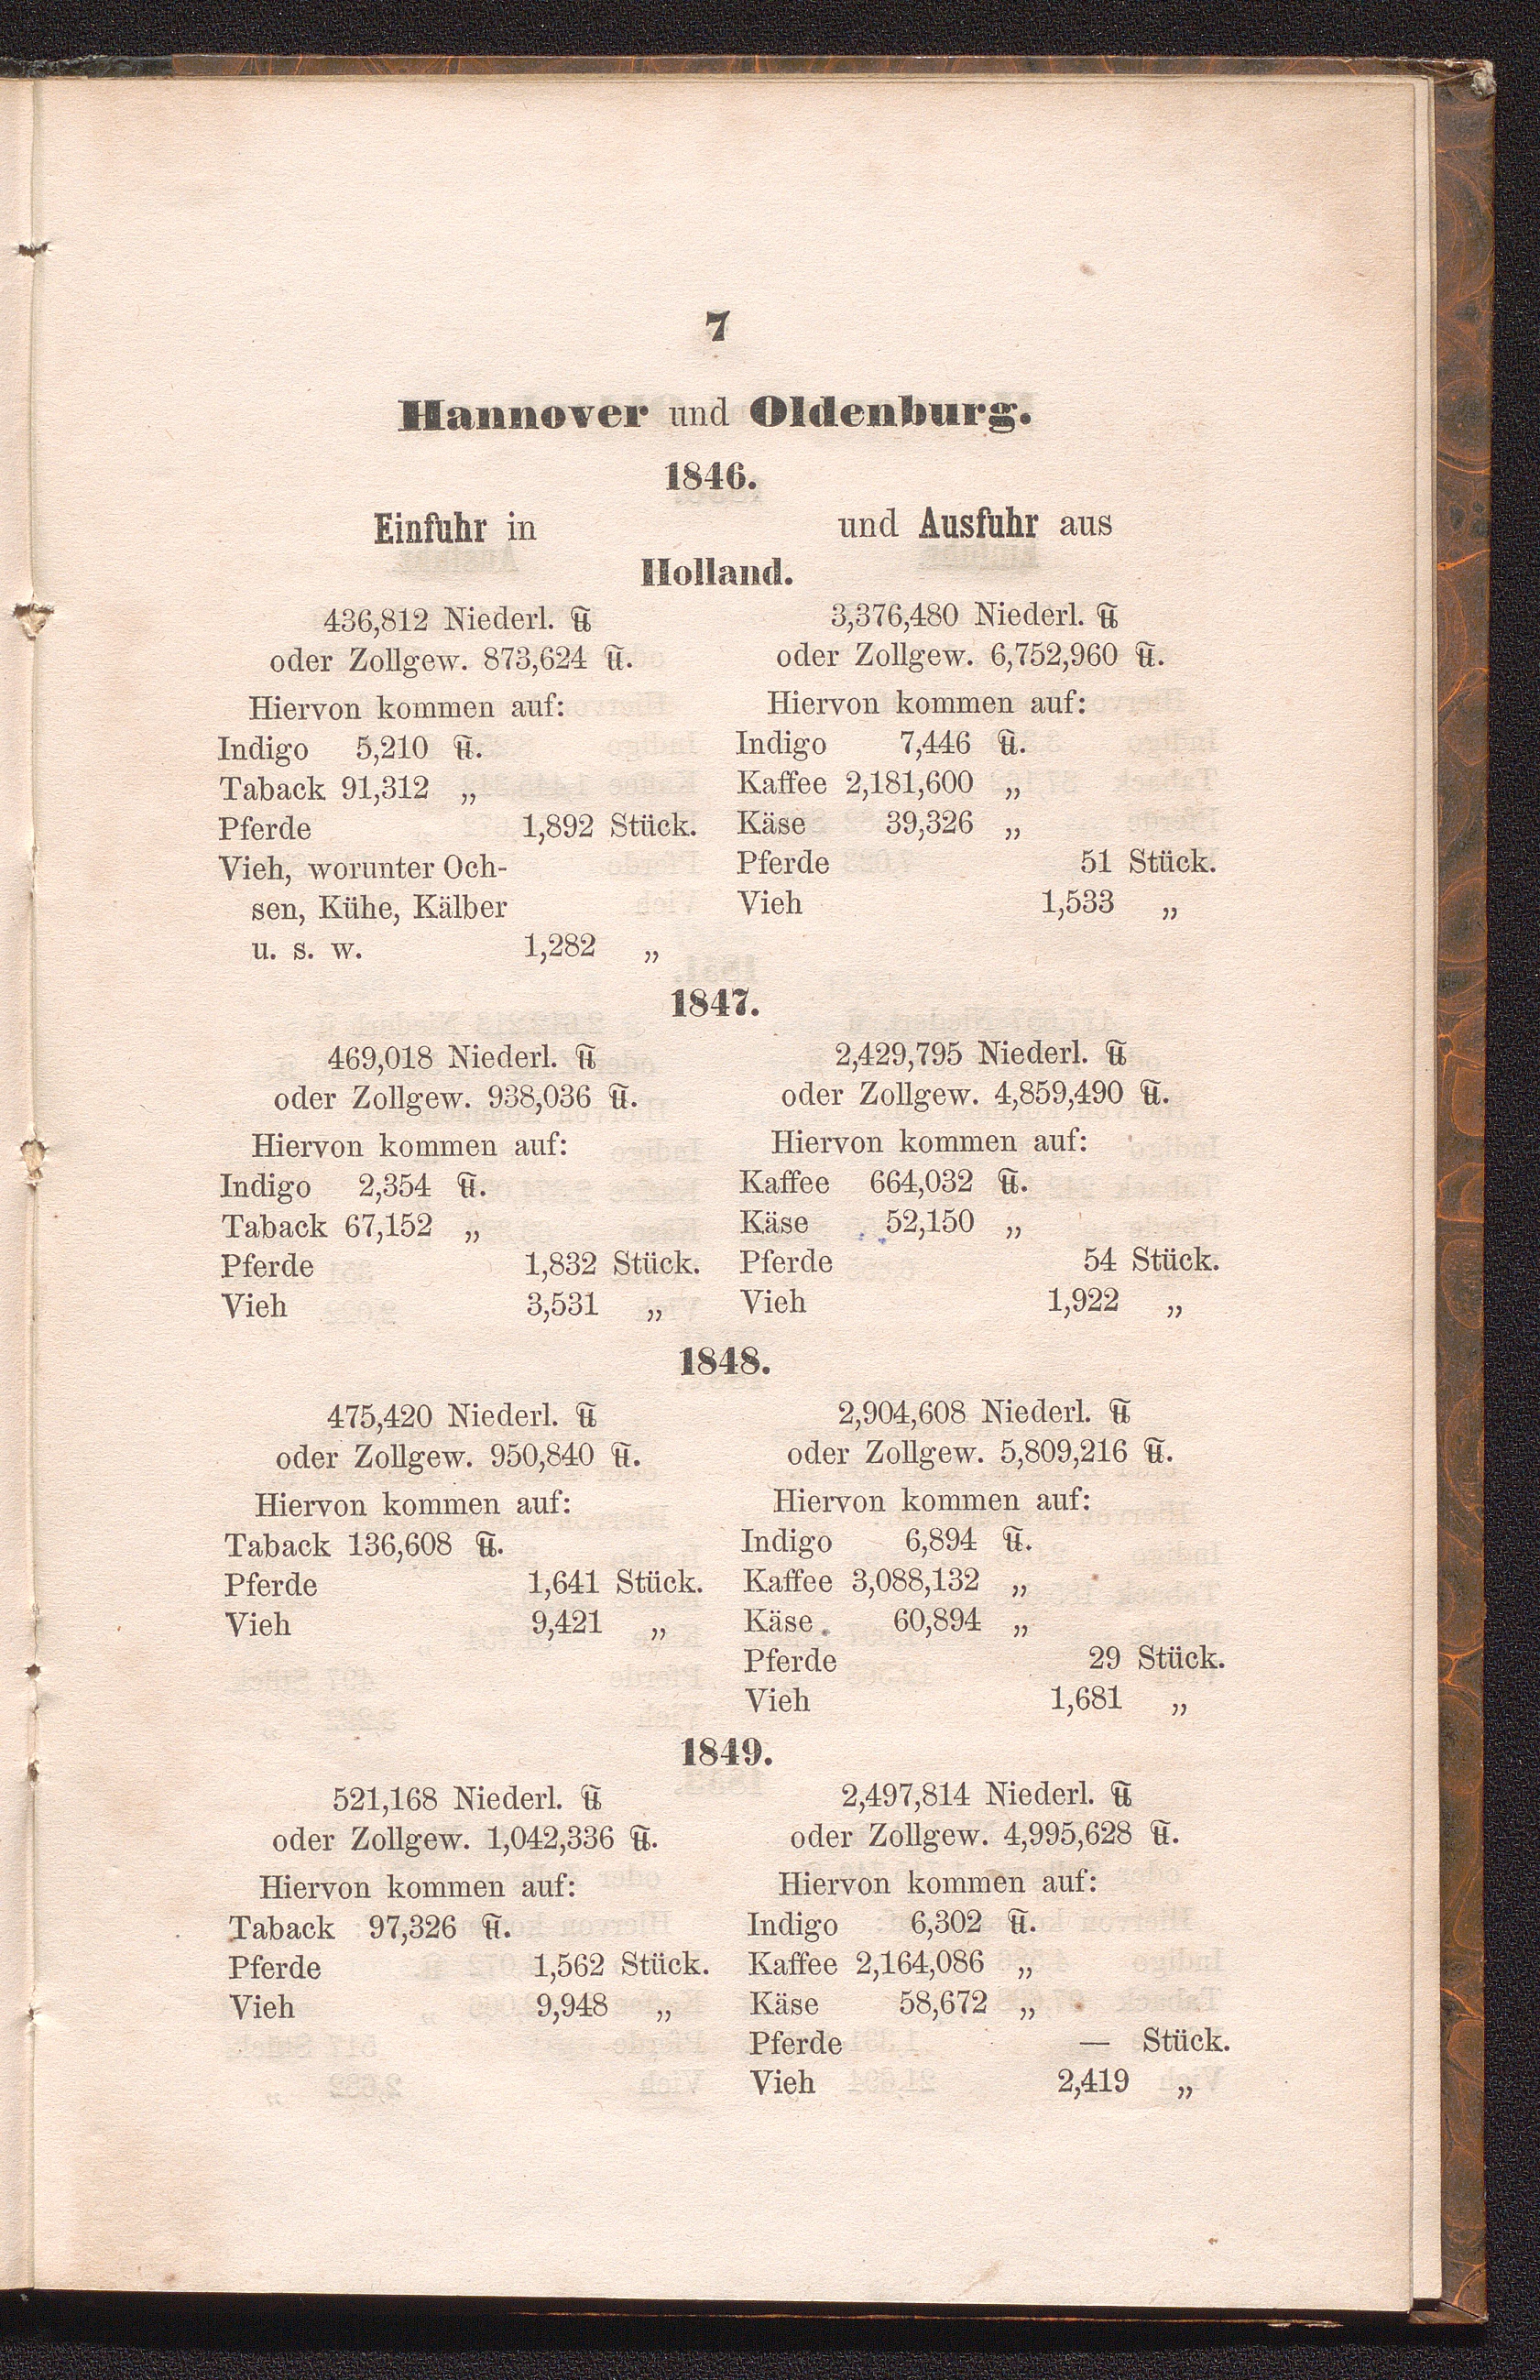 7
Hannover und Oldenburg.
1846.
Einfuhr in
und Ausfuhr aus
Holland.
436,812 Niederl. ℔
oder Zollgew. 873,624 ℔.
Hiervon kommen auf:
Indigo 5,210 ℔.
Taback 91,312 „
Pferde 1,892 Stück.
Vieh, worunter Och-
sen, Kühe, Kälber
u. s. w. 1,282 „
3,376,480 Niederl. ℔
oder Zollgew. 6,752,960 ℔.
Hiervon kommen auf:
Indigo 7,446 ℔.
Kaffee 2,181,600 „
Käse 39,326 „
Pferde 51 Stück.
Vieh 1,533 „
1847.
469,018 Niederl. ℔
oder Zollgew. 938,036 ℔.
Hiervon kommen auf:
Indigo 2,354 ℔.
Taback 67,152 „
Pferde 1,832 Stück.
Vieh 3,531 „
2,429,795 Niederl. ℔
oder Zollgew. 4,859,490 ℔.
Hiervon kommen auf:
Kaffee 664,032 ℔.
Käse 52,150 „
Pferde 54 Stück.
Vieh 1,922 „
1848.
475,420 Niederl. ℔
oder Zollgew. 950,840 ℔.
Hiervon kommen auf:
Taback 136,608 ℔.
Pferde 1,641 Stück.
Vieh 9,421 „
2,904,608 Niederl. ℔
oder Zollgew. 5,809,216 ℔.
Hiervon kommen auf:
Indigo 6,894 ℔.
Kaffee 3,088,132 „
Käse 60,894 „
Pferde 29 Stück.
Vieh 1,681 „
1849.
521,168 Niederl. ℔
oder Zollgew. 1,042,336 ℔.
Hiervon kommen auf:
Taback 97,326 ℔.
Pferde 1,562 Stück.
Vieh 9,948 „
2,497,814 Niederl. ℔
oder Zollgew. 4,995,628 ℔.
Hiervon kommen auf:
Indigo 6,302 ℔.
Kaffee 2,164,086 „
Käse 58,672 „
Pferde — Stück.
Vieh 2,419 „